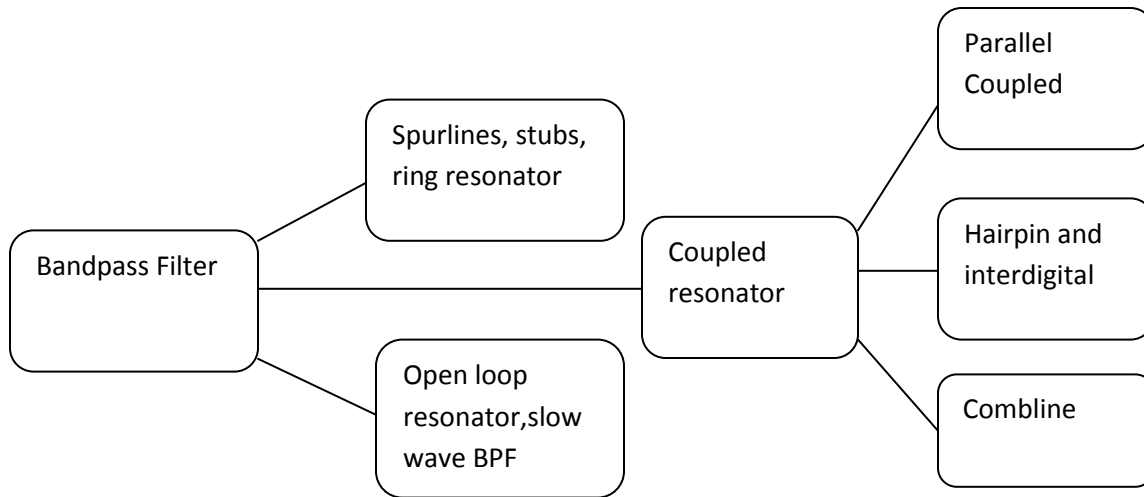 Bandpass Filter
Spurlines, stubs,
ring resonator
Open loop
resonator,slow
wave BPF
Coupled
resonator
Parallel
Coupled
Hairpin and
interdigital
Combline